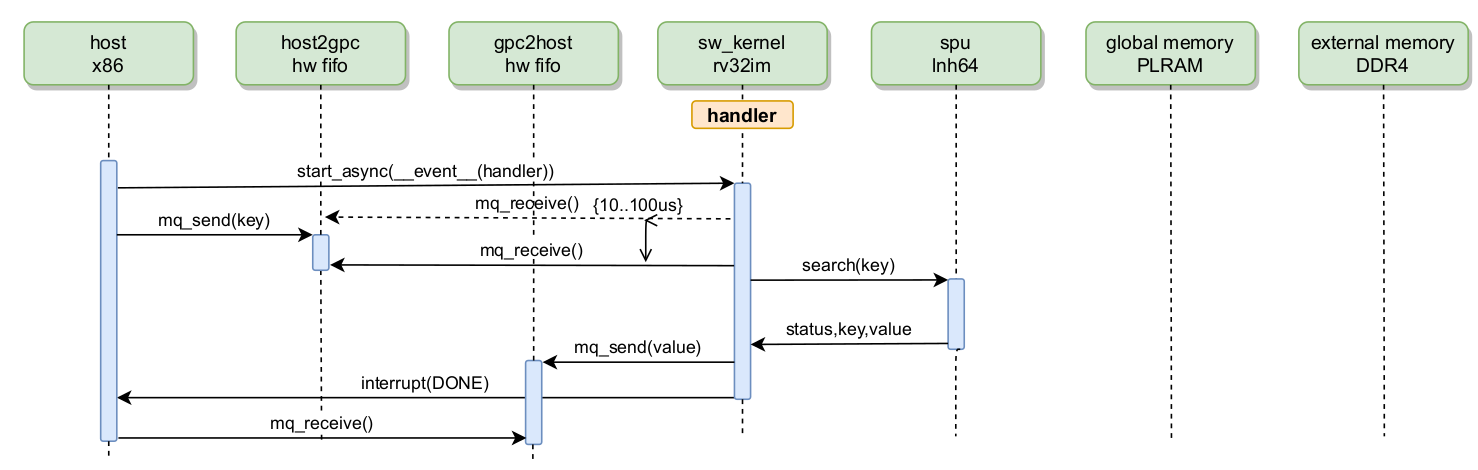 host
x86
host2gpc
hw fifo
gpc2host
hw fifo
sw_kernel
rv32im
spu
lnh64
global memory
PLRAM
external memory
DDR4
handler
start_async(__event__(handler))
mq_receive() {10..100us}
mq_send(key)
mq_receive()
search(key)
status,key,value
mq_send(value)
interrupt(DONE)
mq_receive()